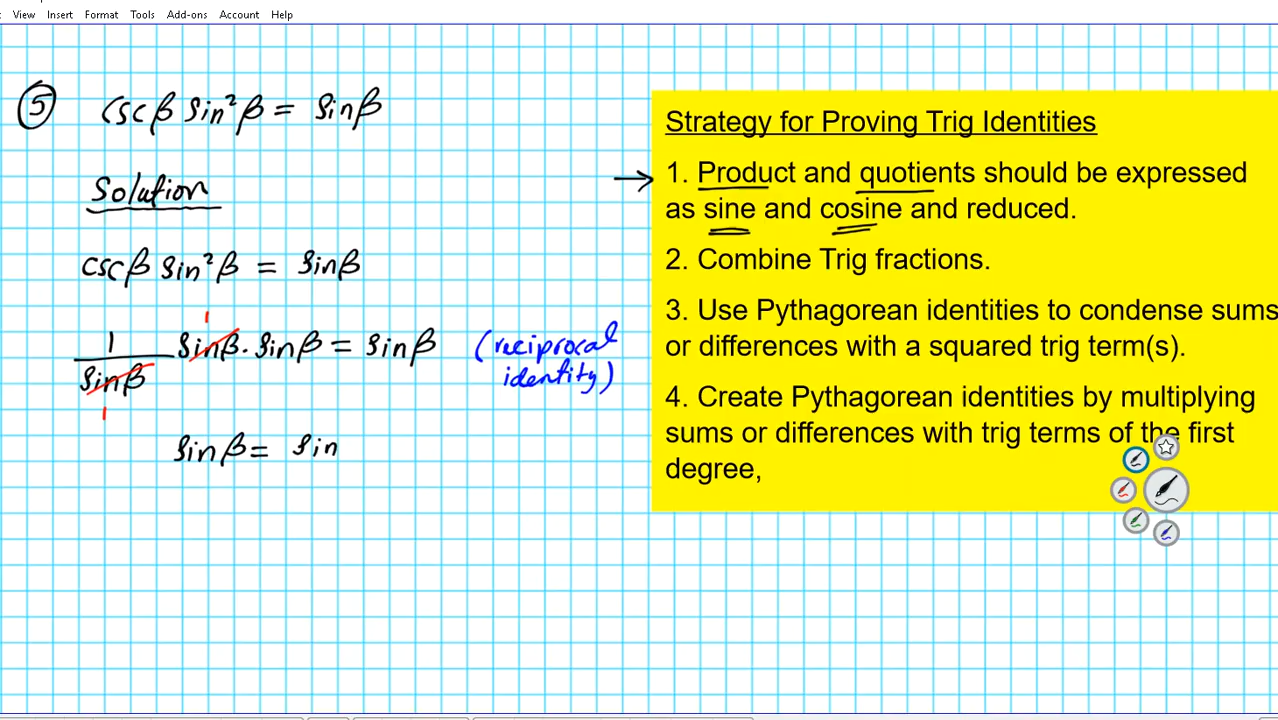 View Insert Format Tools Add-ons Account Help
5 cscβ sin²β = sinβ
Solution
cscβ sin²β = sinβ
1
1
sinβ · sinβ = sinβ (reciprocal
sinβ identity)
1
sinβ = sin
Strategy for Proving Trig Identities
1. Product and quotients should be expressed
as sine and cosine and reduced.
2. Combine Trig fractions.
3. Use Pythagorean identities to condense sums
or differences with a squared trig term(s).
4. Create Pythagorean identities by multiplying
sums or differences with trig terms of the first
degree,